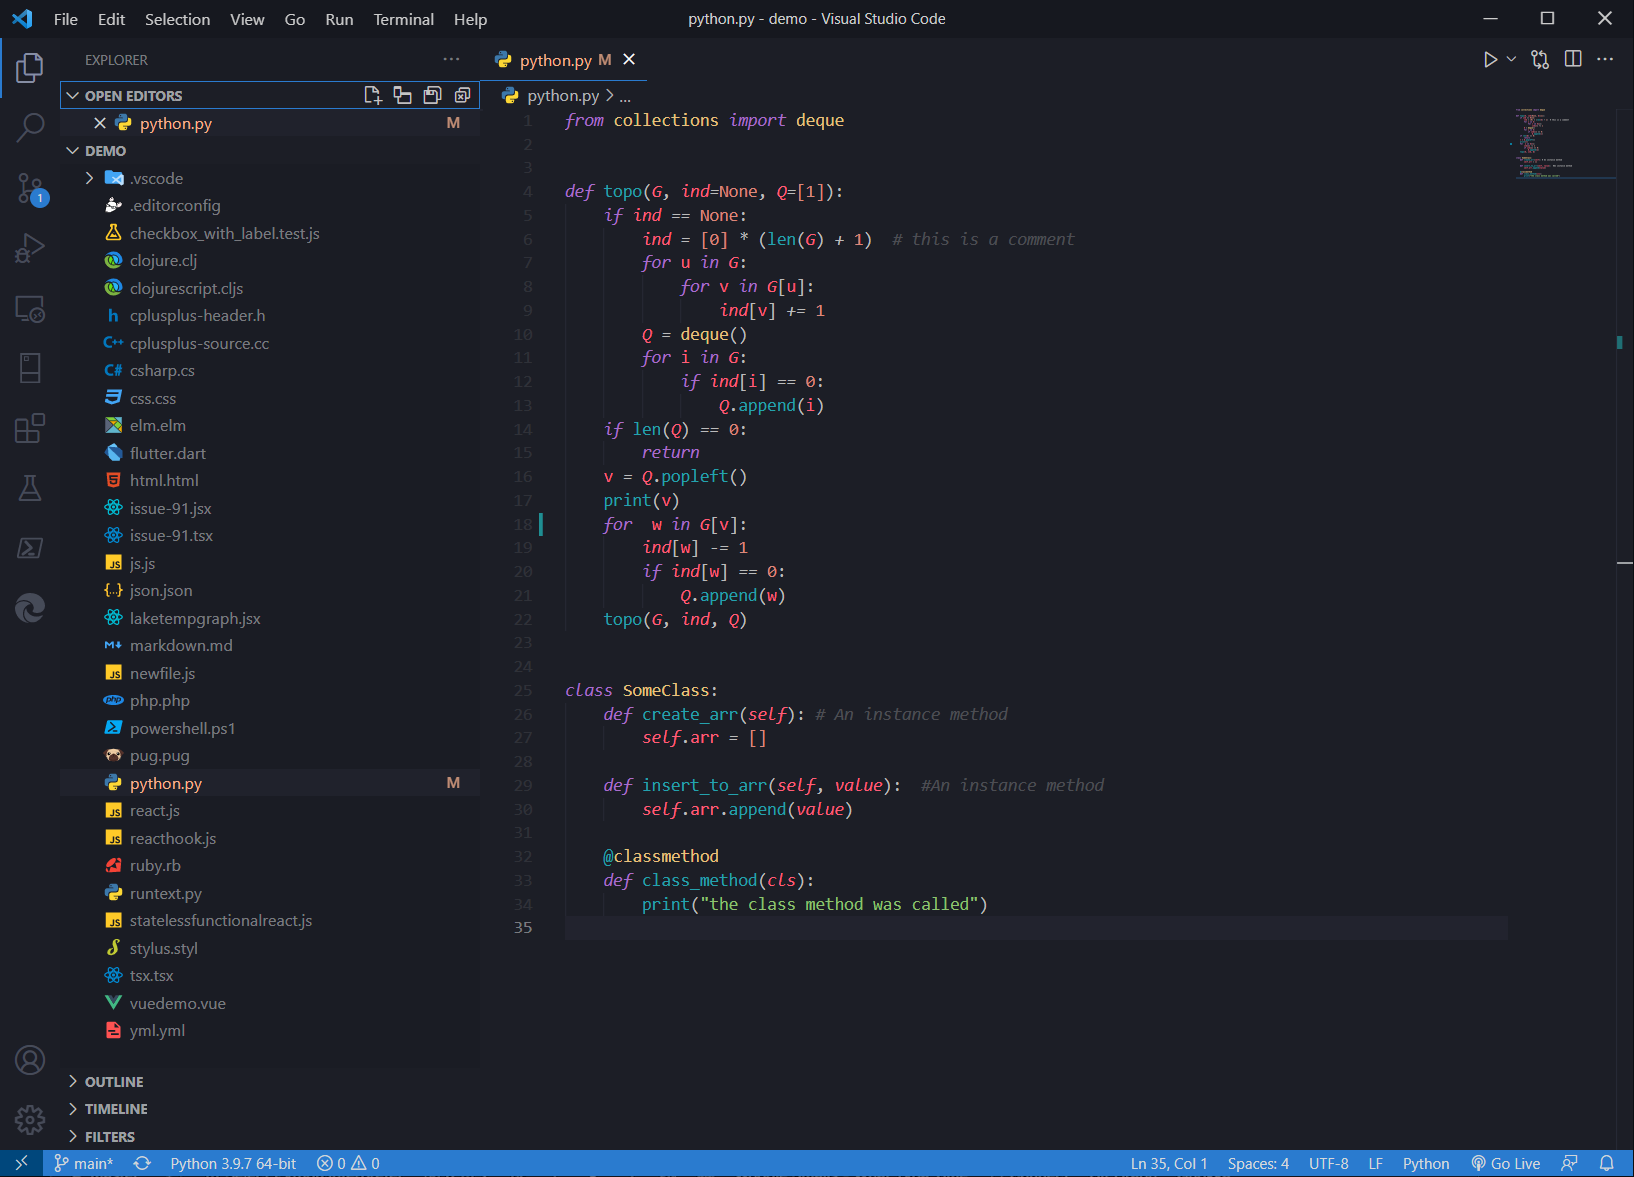 File Edit Selection View Go Run Terminal Help
python.py - demo - Visual Studio Code
EXPLORER
OPEN EDITORS
python.py M
DEMO
.vscode
.editorconfig
checkbox_with_label.test.js
clojure.clj
clojurescript.cljs
h cplusplus-header.h
C++ cplusplus-source.cc
C# csharp.cs
css.css
elm.elm
flutter.dart
html.html
issue-91.jsx
issue-91.tsx
JS js.js
{..} json.json
laketempgraph.jsx
M markdown.md
JS newfile.js
php php.php
powershell.ps1
pug.pug
python.py M
JS react.js
JS reacthook.js
ruby.rb
runtext.py
JS statelessfunctionalreact.js
stylus.styl
tsx.tsx
vuedemo.vue
yml.yml
OUTLINE
TIMELINE
FILTERS
1
python.py M
python.py > ...
1 from collections import deque
2
3
4 def topo(G, ind=None, Q=[1]):
5 if ind == None:
6 ind = [0] * (len(G) + 1)  # this is a comment
7 for u in G:
8 for v in G[u]:
9 ind[v] += 1
10 Q = deque()
11 for i in G:
12 if ind[i] == 0:
13 Q.append(i)
14 if len(Q) == 0:
15 return
16 v = Q.popleft()
17 print(v)
18 for  w in G[v]:
19 ind[w] -= 1
20 if ind[w] == 0:
21 Q.append(w)
22 topo(G, ind, Q)
23
24
25 class SomeClass:
26 def create_arr(self): # An instance method
27 self.arr = []
28
29 def insert_to_arr(self, value):  #An instance method
30 self.arr.append(value)
31
32 @classmethod
33 def class_method(cls):
34 print("the class method was called")
35
main* Python 3.9.7 64-bit 0 0 Ln 35, Col 1 Spaces: 4 UTF-8 LF Python Go Live